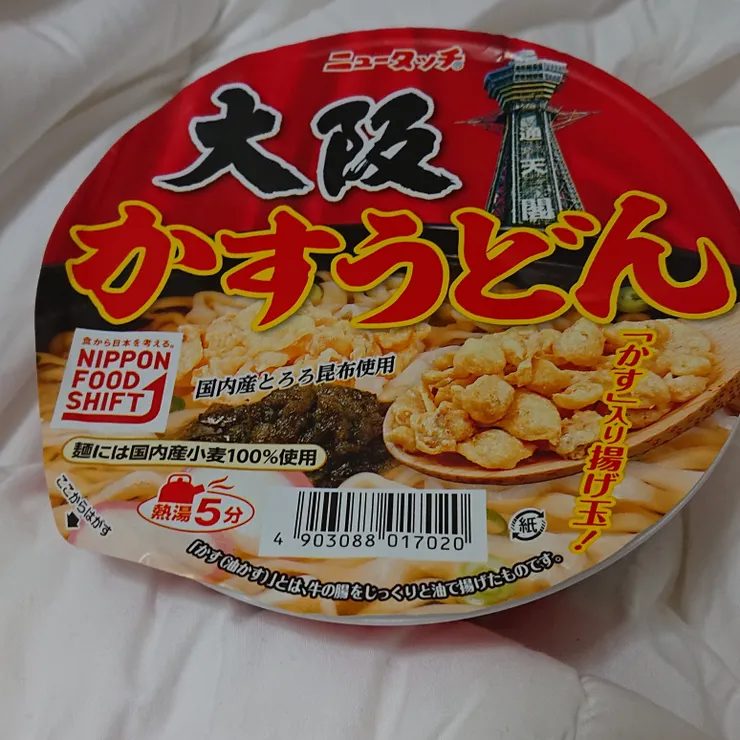 ニュータッチ®
大阪
通天閣
かすうどん
食から日本を考える。
NIPPON
FOOD
SHIFT
国内産とろろ昆布使用
「かす」入り揚げ玉！
麺には国内産小麦100%使用
ここからはがす
熱湯5分
4 903088 017020
紙
「かす(油かす)」とは、牛の腸をじっくりと油で揚げたものです。